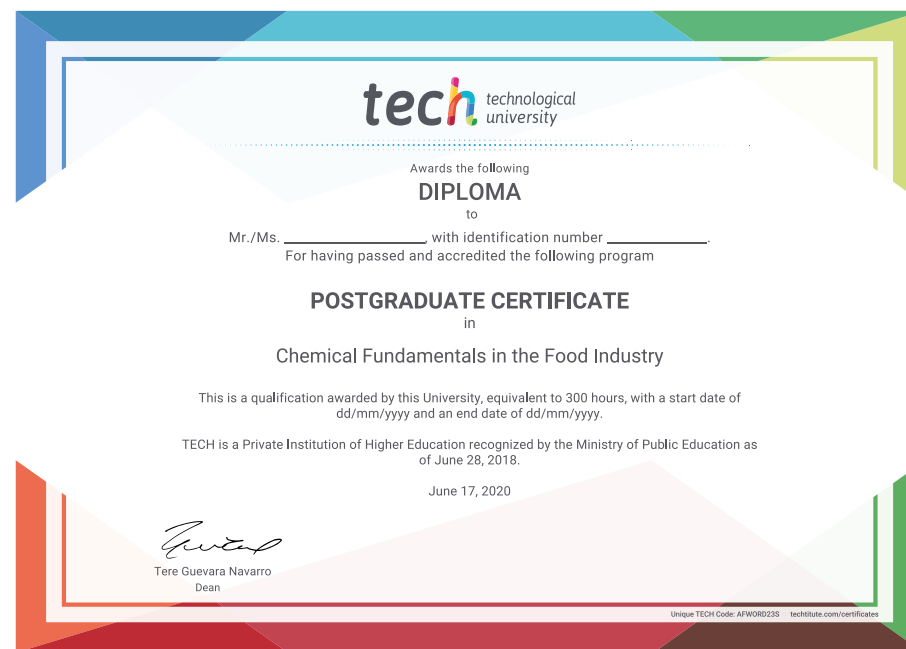 tech technological
university
Awards the following
DIPLOMA
to
Mr./Ms. ____________________, with identification number ______________.
For having passed and accredited the following program
POSTGRADUATE CERTIFICATE
in
Chemical Fundamentals in the Food Industry
This is a qualification awarded by this University, equivalent to 300 hours, with a start date of
dd/mm/yyyy and an end date of dd/mm/yyyy.
TECH is a Private Institution of Higher Education recognized by the Ministry of Public Education as
of June 28, 2018.
June 17, 2020
Tere Guevara Navarro
Dean
Unique TECH Code: AFWORD23S techtitute.com/certificates